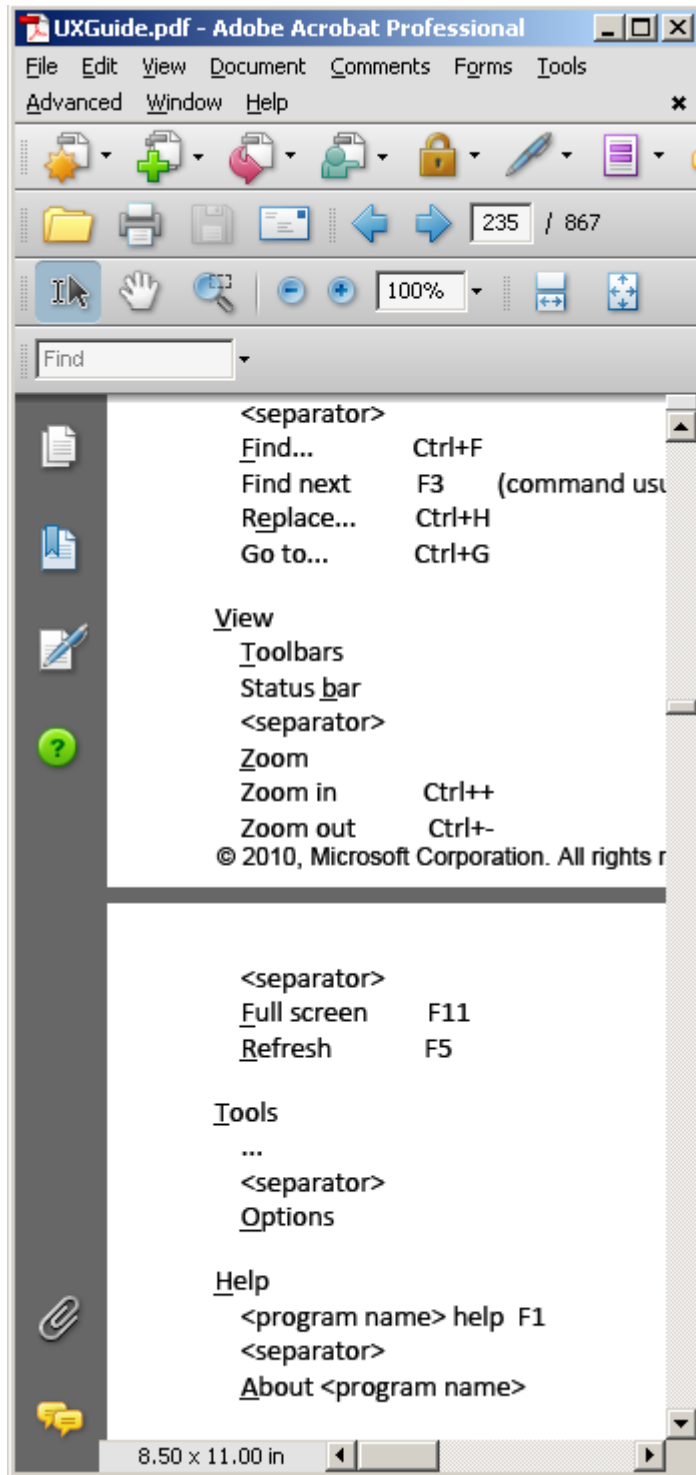 UXGuide.pdf - Adobe Acrobat Professional
File Edit View Document Comments Forms Tools
Advanced Window Help
235 / 867
100%
Find
<separator>
Find... Ctrl+F
Find next F3 (command usu
Replace... Ctrl+H
Go to... Ctrl+G
View
Toolbars
Status bar
<separator>
Zoom
Zoom in Ctrl++
Zoom out Ctrl+-
© 2010, Microsoft Corporation. All rights r
<separator>
Full screen F11
Refresh F5
Tools
...
<separator>
Options
Help
<program name> help F1
<separator>
About <program name>
8.50 x 11.00 in